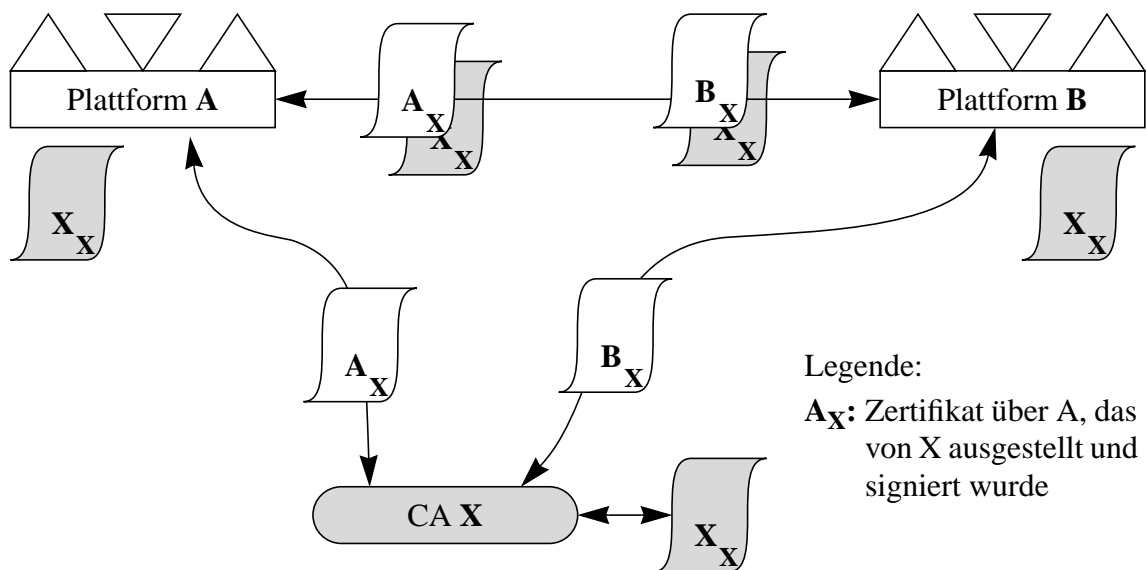 Plattform A
A_X
X_X
B_X
X_X
Plattform B
X_X
X_X
A_X
B_X
Legende:
A_X: Zertifikat über A, das
von X ausgestellt und
signiert wurde
CA X
X_X